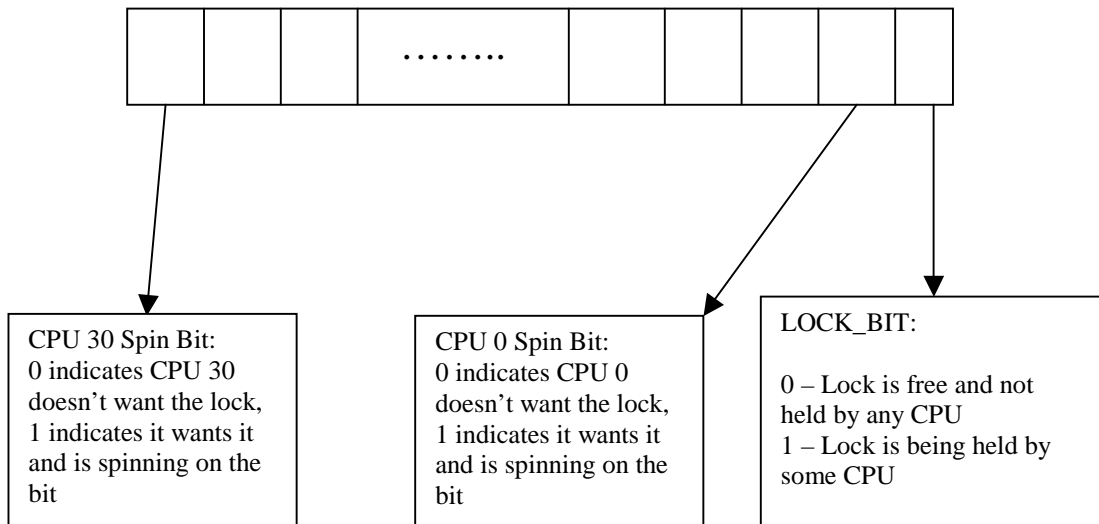 ........
CPU 30 Spin Bit:
0 indicates CPU 30
doesn’t want the lock,
1 indicates it wants it
and is spinning on the
bit
CPU 0 Spin Bit:
0 indicates CPU 0
doesn’t want the lock,
1 indicates it wants it
and is spinning on the
bit
LOCK_BIT:
0 – Lock is free and not
held by any CPU
1 – Lock is being held by
some CPU